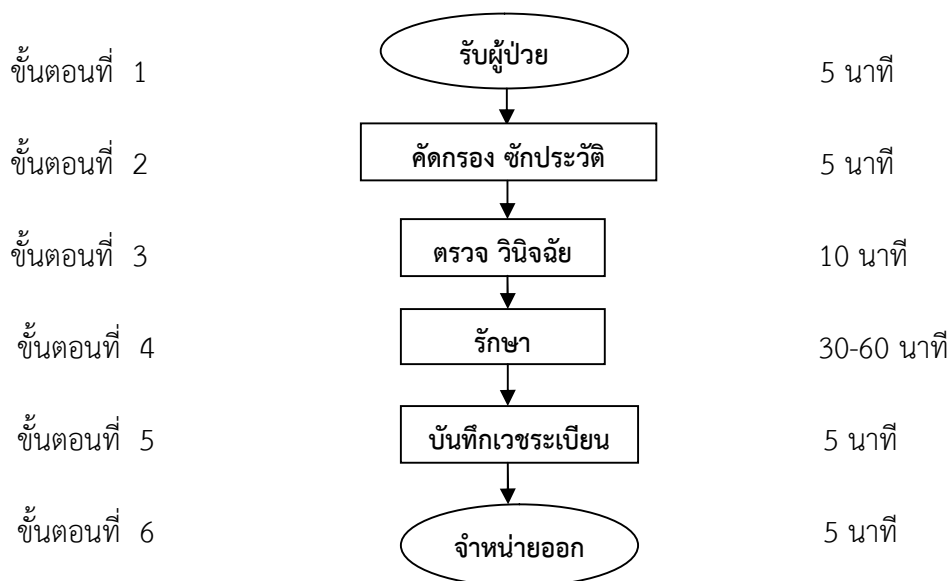 ขั้นตอนที่ 1 รับผู้ป่วย 5 นาที
ขั้นตอนที่ 2 คัดกรอง ซักประวัติ 5 นาที
ขั้นตอนที่ 3 ตรวจ วินิจฉัย 10 นาที
ขั้นตอนที่ 4 รักษา 30-60 นาที
ขั้นตอนที่ 5 บันทึกเวชระเบียน 5 นาที
ขั้นตอนที่ 6 จำหน่ายออก 5 นาที